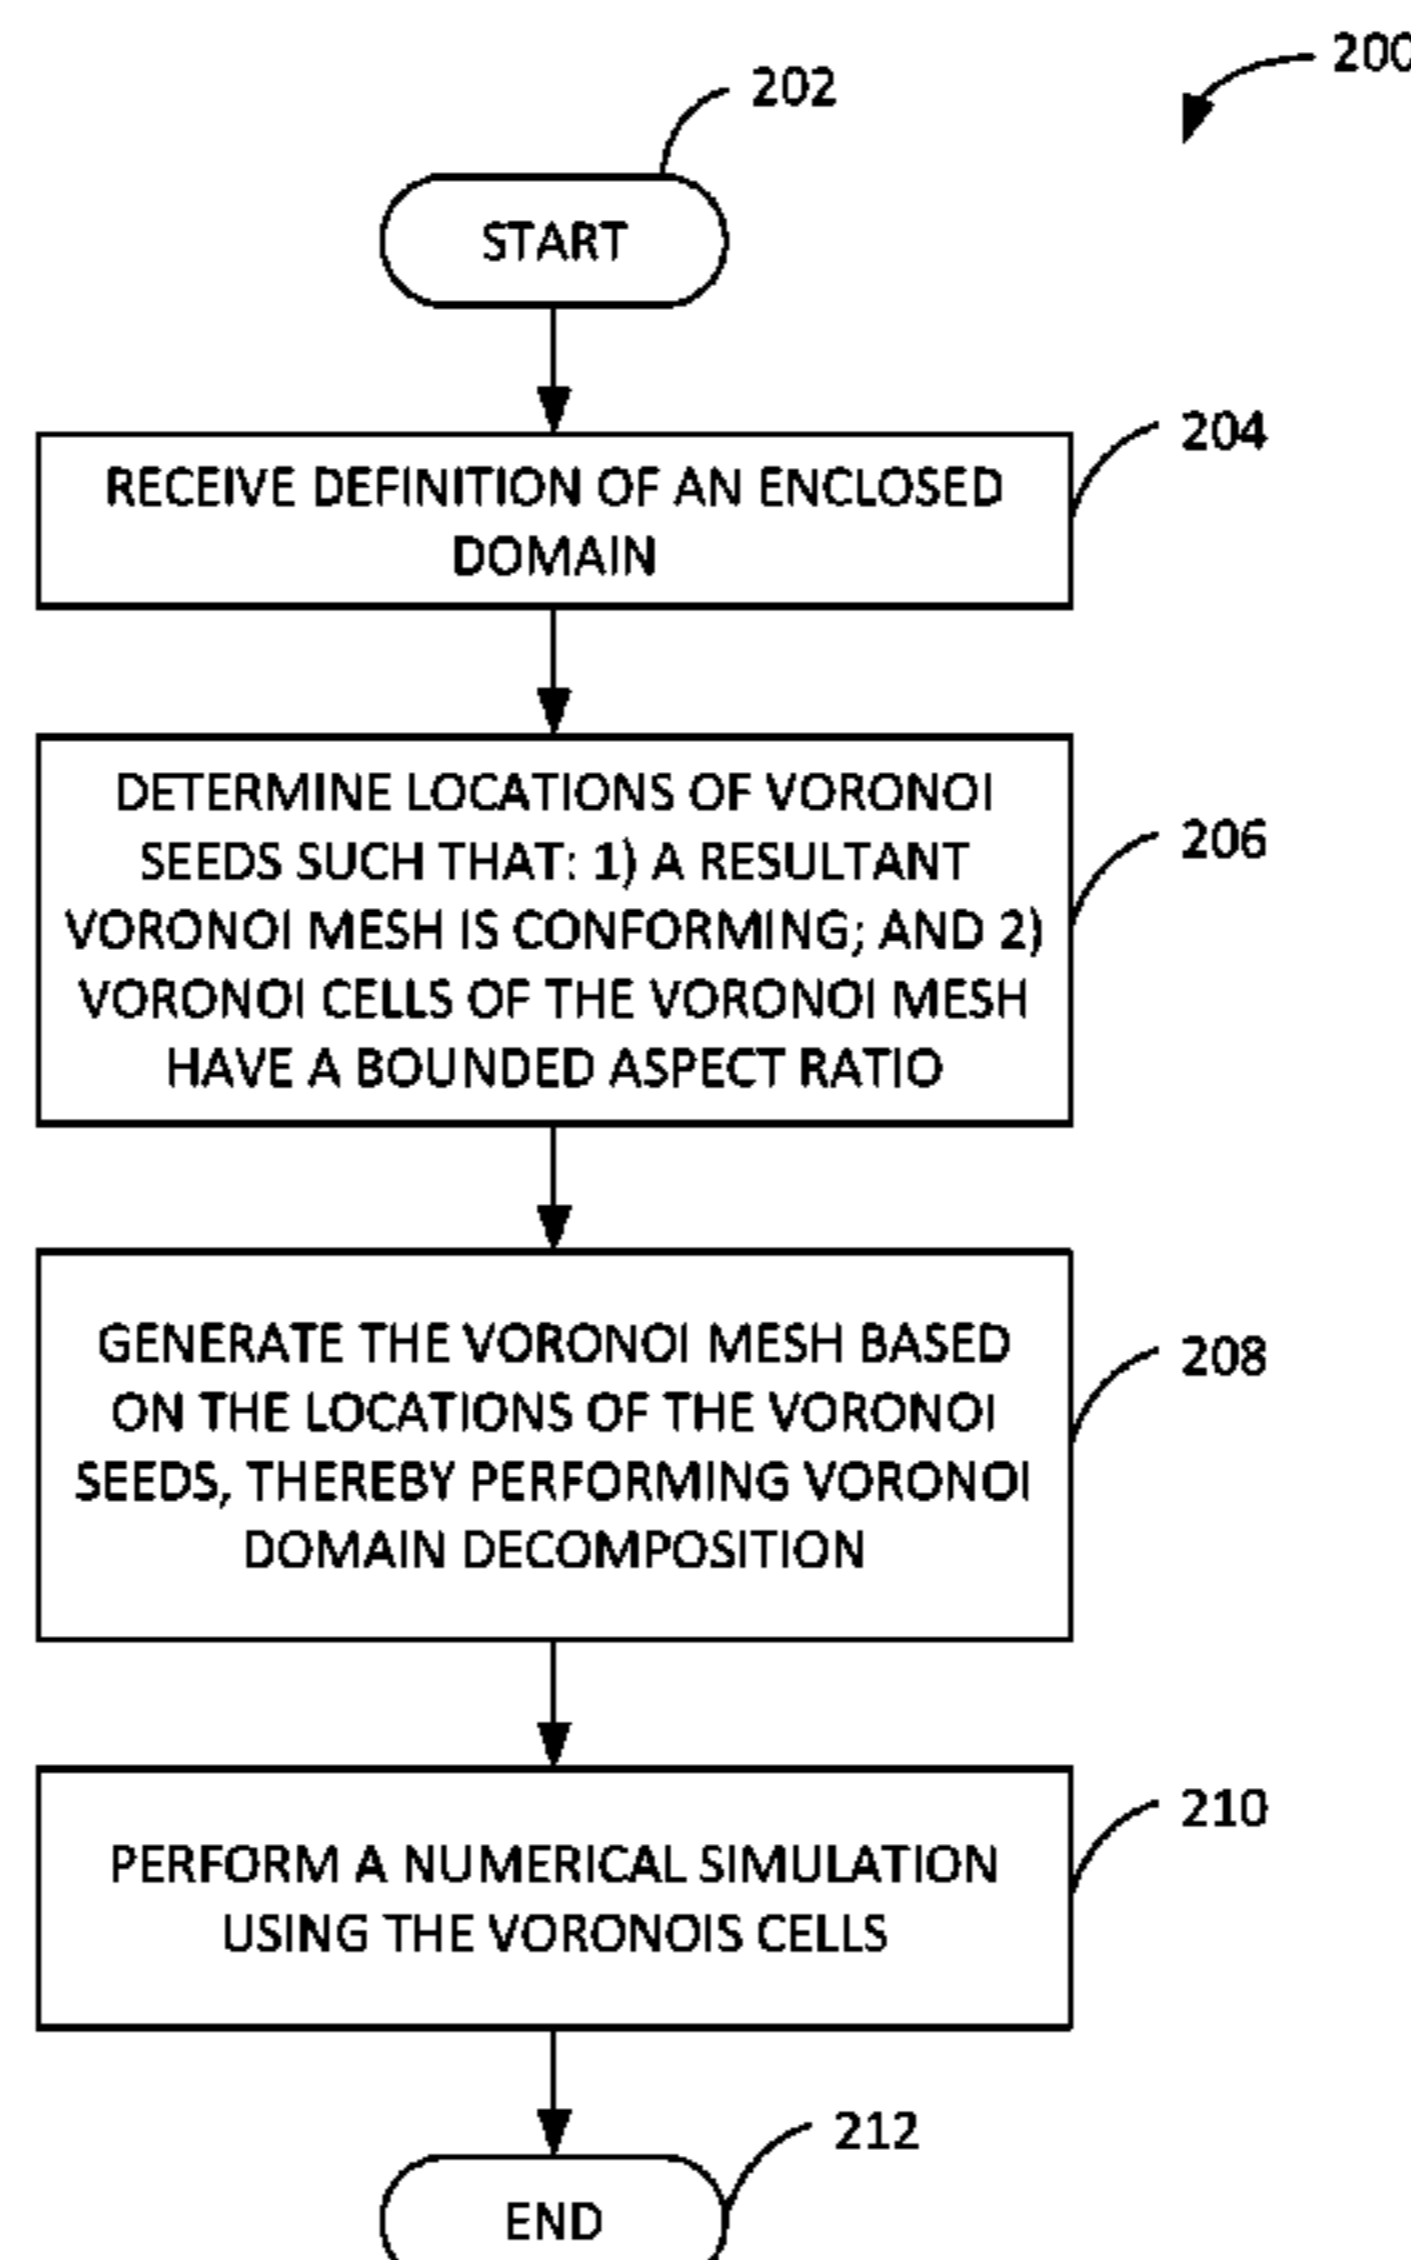 200
202
START
204
RECEIVE DEFINITION OF AN ENCLOSED
DOMAIN
206
DETERMINE LOCATIONS OF VORONOI
SEEDS SUCH THAT: 1) A RESULTANT
VORONOI MESH IS CONFORMING; AND 2)
VORONOI CELLS OF THE VORONOI MESH
HAVE A BOUNDED ASPECT RATIO
208
GENERATE THE VORONOI MESH BASED
ON THE LOCATIONS OF THE VORONOI
SEEDS, THEREBY PERFORMING VORONOI
DOMAIN DECOMPOSITION
210
PERFORM A NUMERICAL SIMULATION
USING THE VORONOIS CELLS
212
END